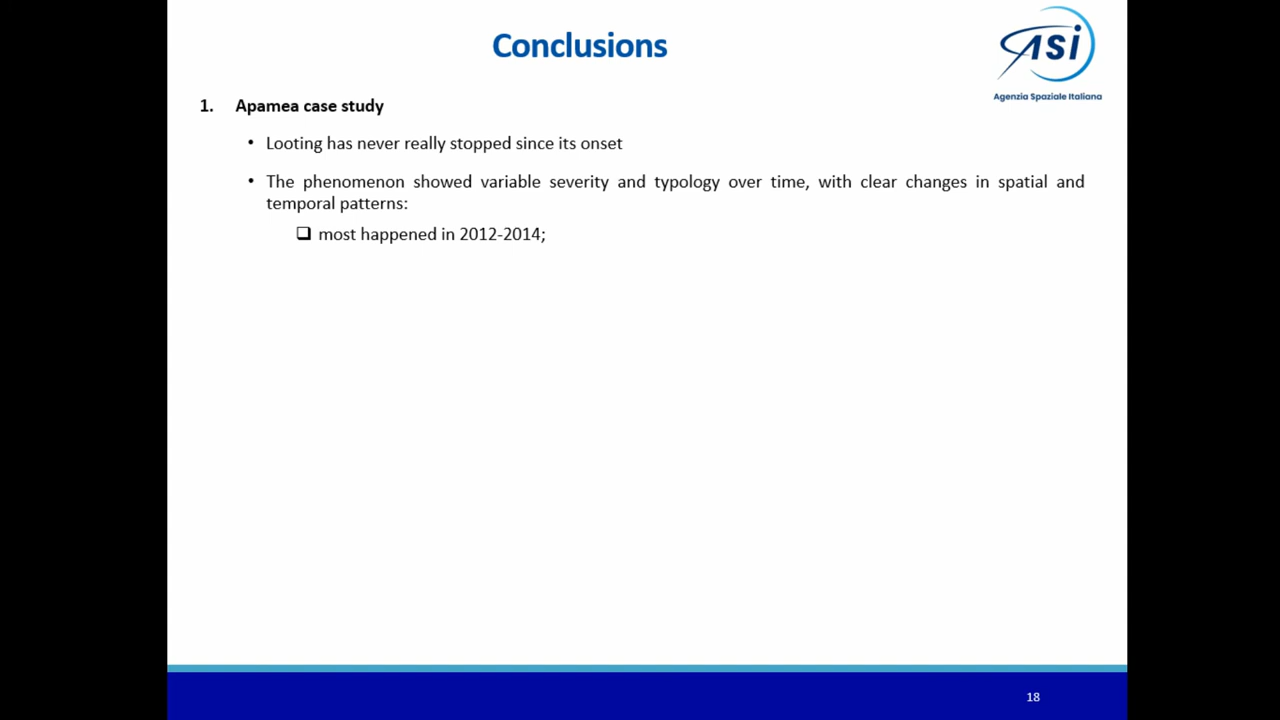 Conclusions
ASI
Agenzia Spaziale Italiana
1. Apamea case study
• Looting has never really stopped since its onset
• The phenomenon showed variable severity and typology over time, with clear changes in spatial and
temporal patterns:
❑ most happened in 2012-2014;
18